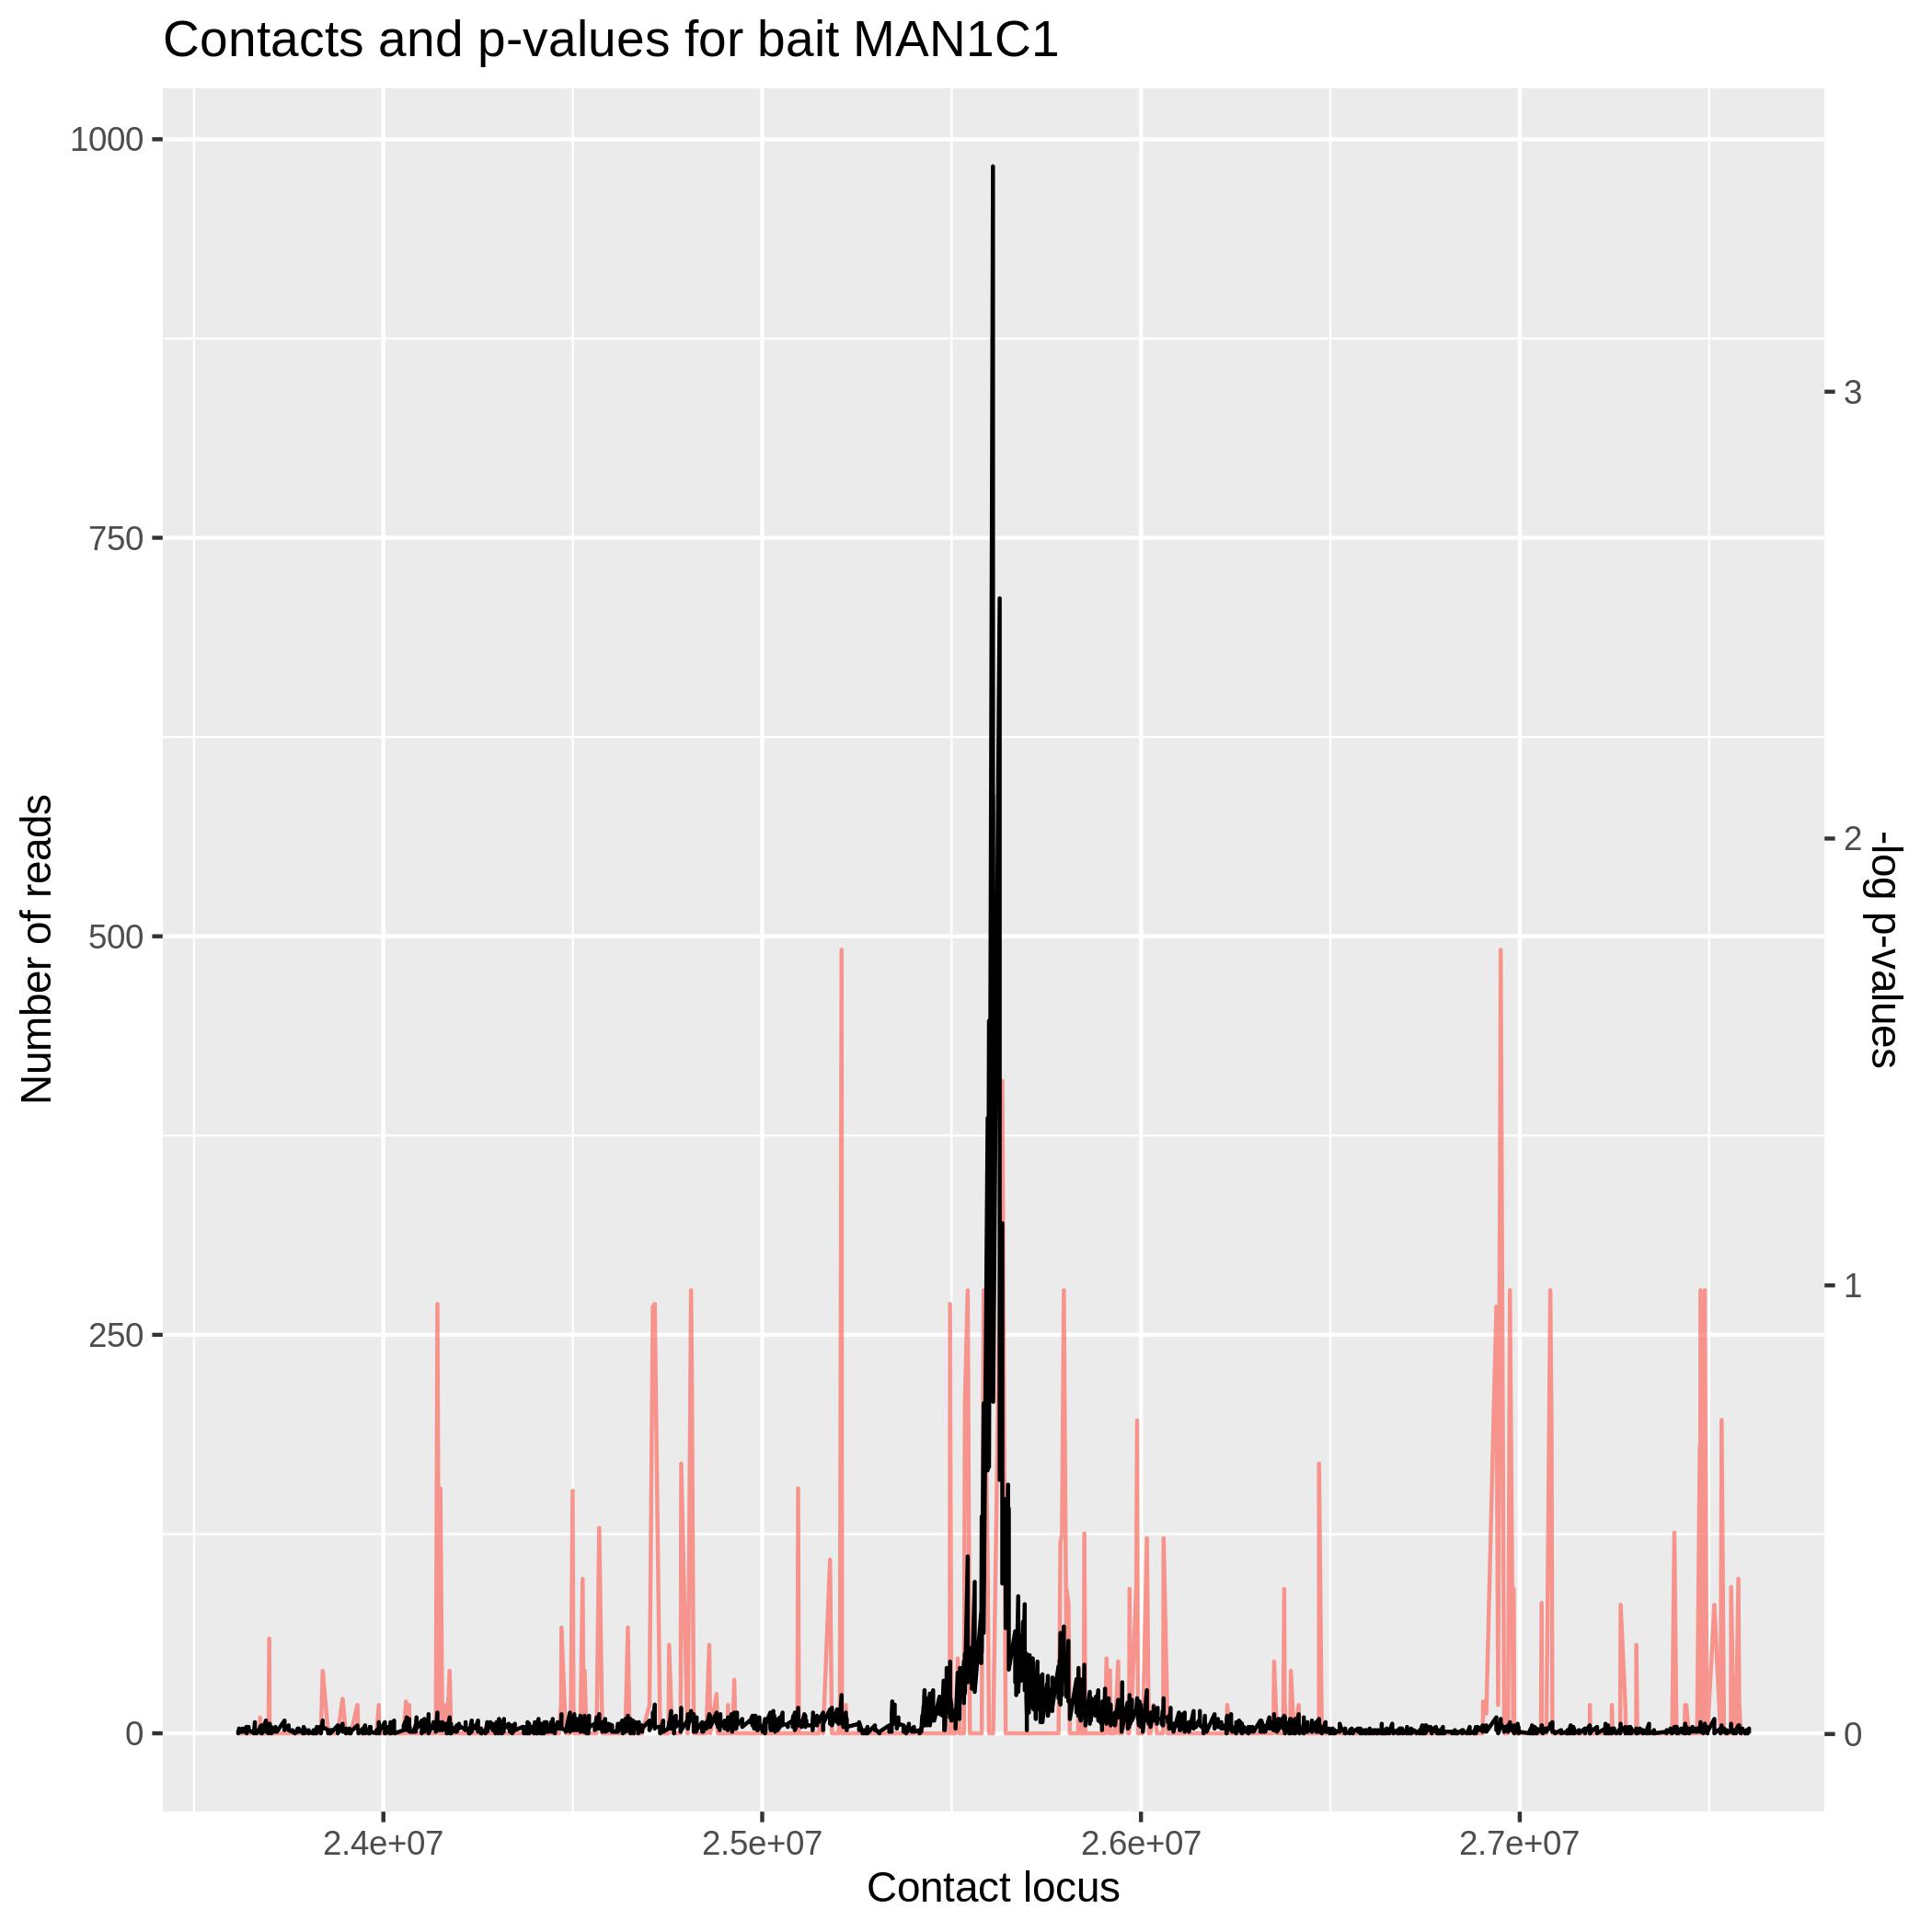 Contacts and p-values for bait MAN1C1
1000
750
500
250
0
Number of reads
3
2
1
0
-log p-values
2.4e+07
2.5e+07
2.6e+07
2.7e+07
Contact locus